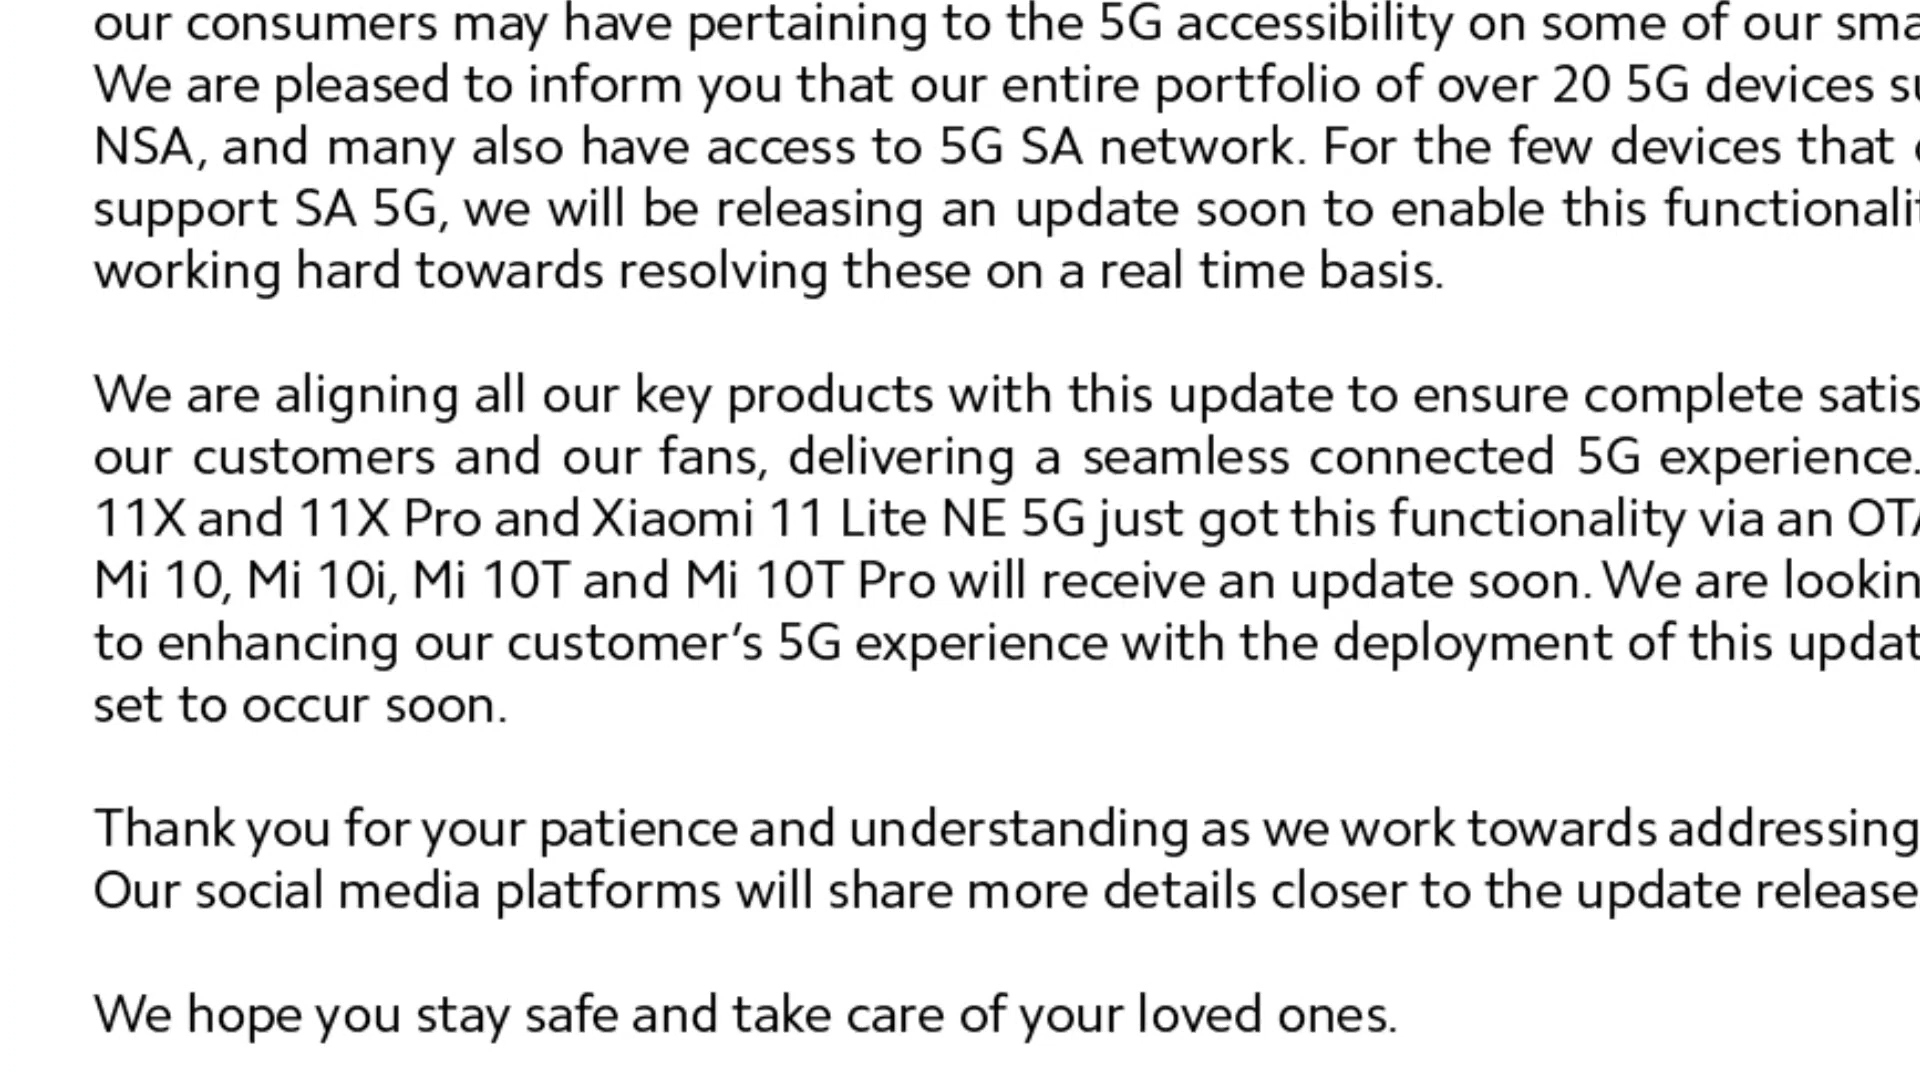 our consumers may have pertaining to the 5G accessibility on some of our
We are pleased to inform you that our entire portfolio of over 20 5G devices
NSA, and many also have access to 5G SA network. For the few devices that
support SA 5G, we will be releasing an update soon to enable this
working hard towards resolving these on a real time basis.
We are aligning all our key products with this update to ensure complete
our customers and our fans, delivering a seamless connected 5G experience.
11X and 11X Pro and Xiaomi 11 Lite NE 5G just got this functionality via an
Mi 10, Mi 10i, Mi 10T and Mi 10T Pro will receive an update soon. We are
to enhancing our customer’s 5G experience with the deployment of this
set to occur soon.
Thank you for your patience and understanding as we work towards addressing
Our social media platforms will share more details closer to the update release
We hope you stay safe and take care of your loved ones.